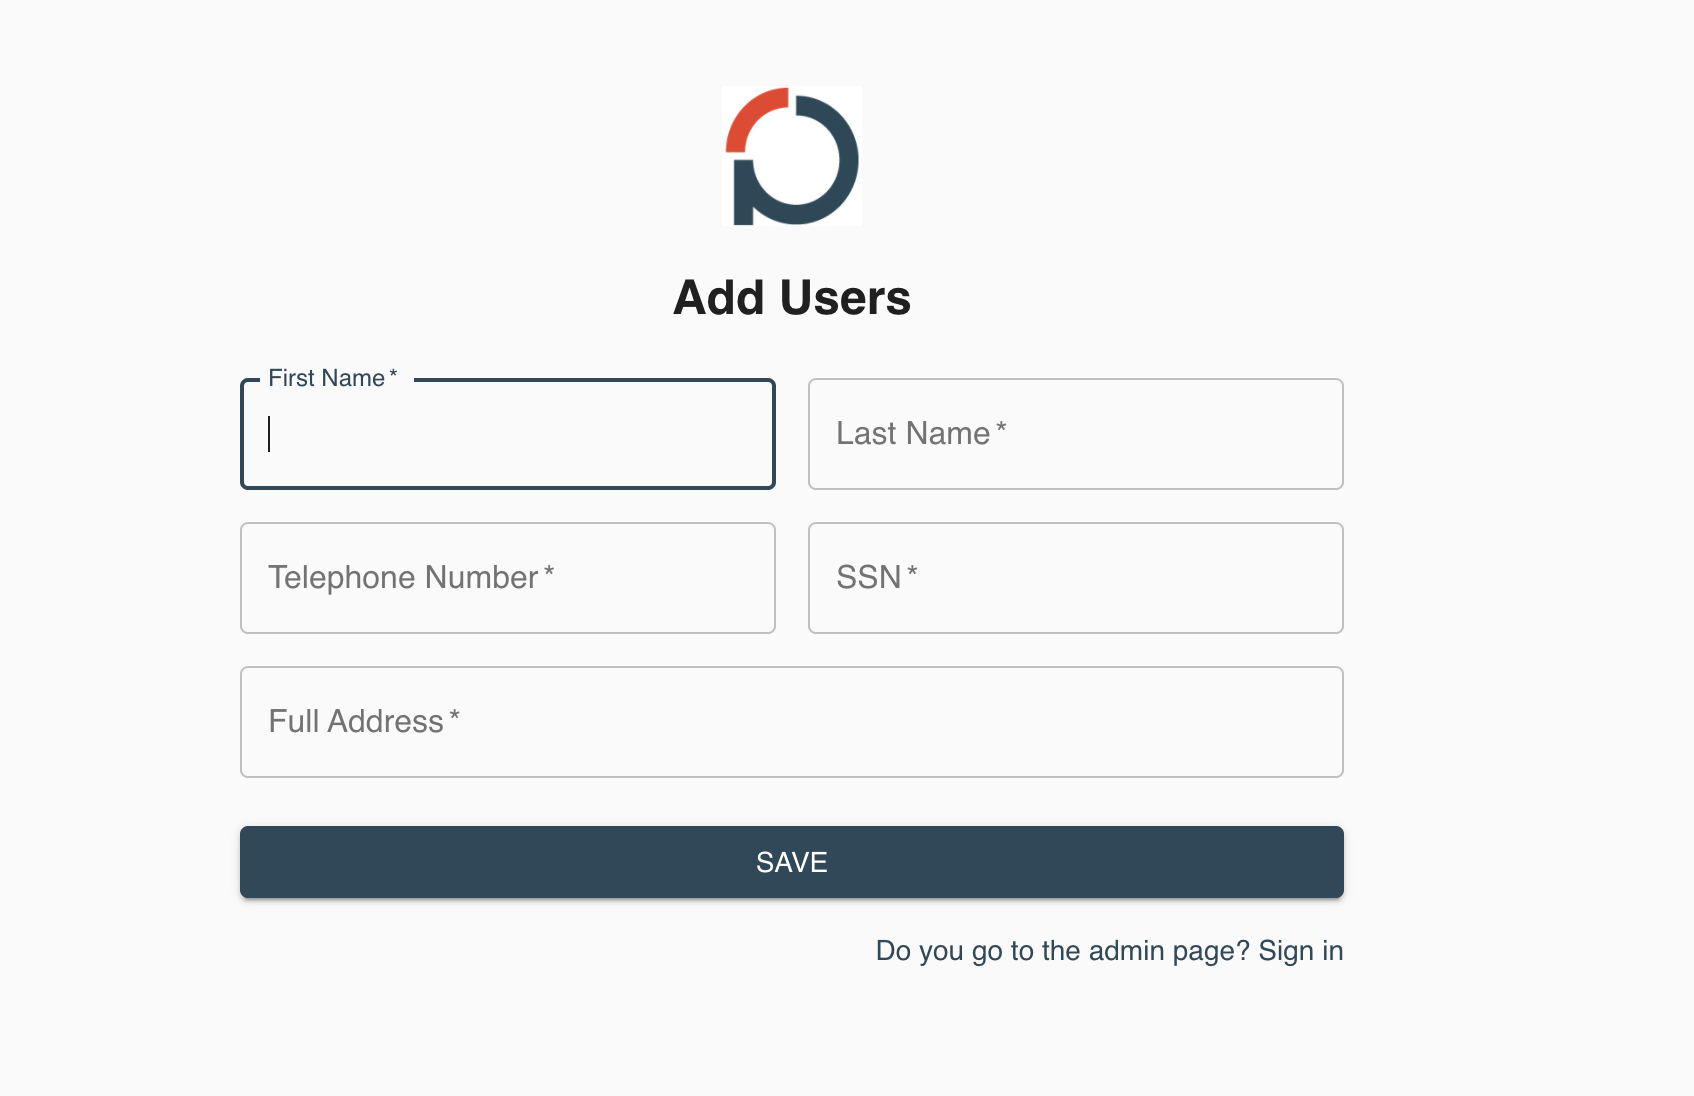 Add Users
First Name *
Last Name *
Telephone Number *
SSN *
Full Address *
SAVE
Do you go to the admin page? Sign in